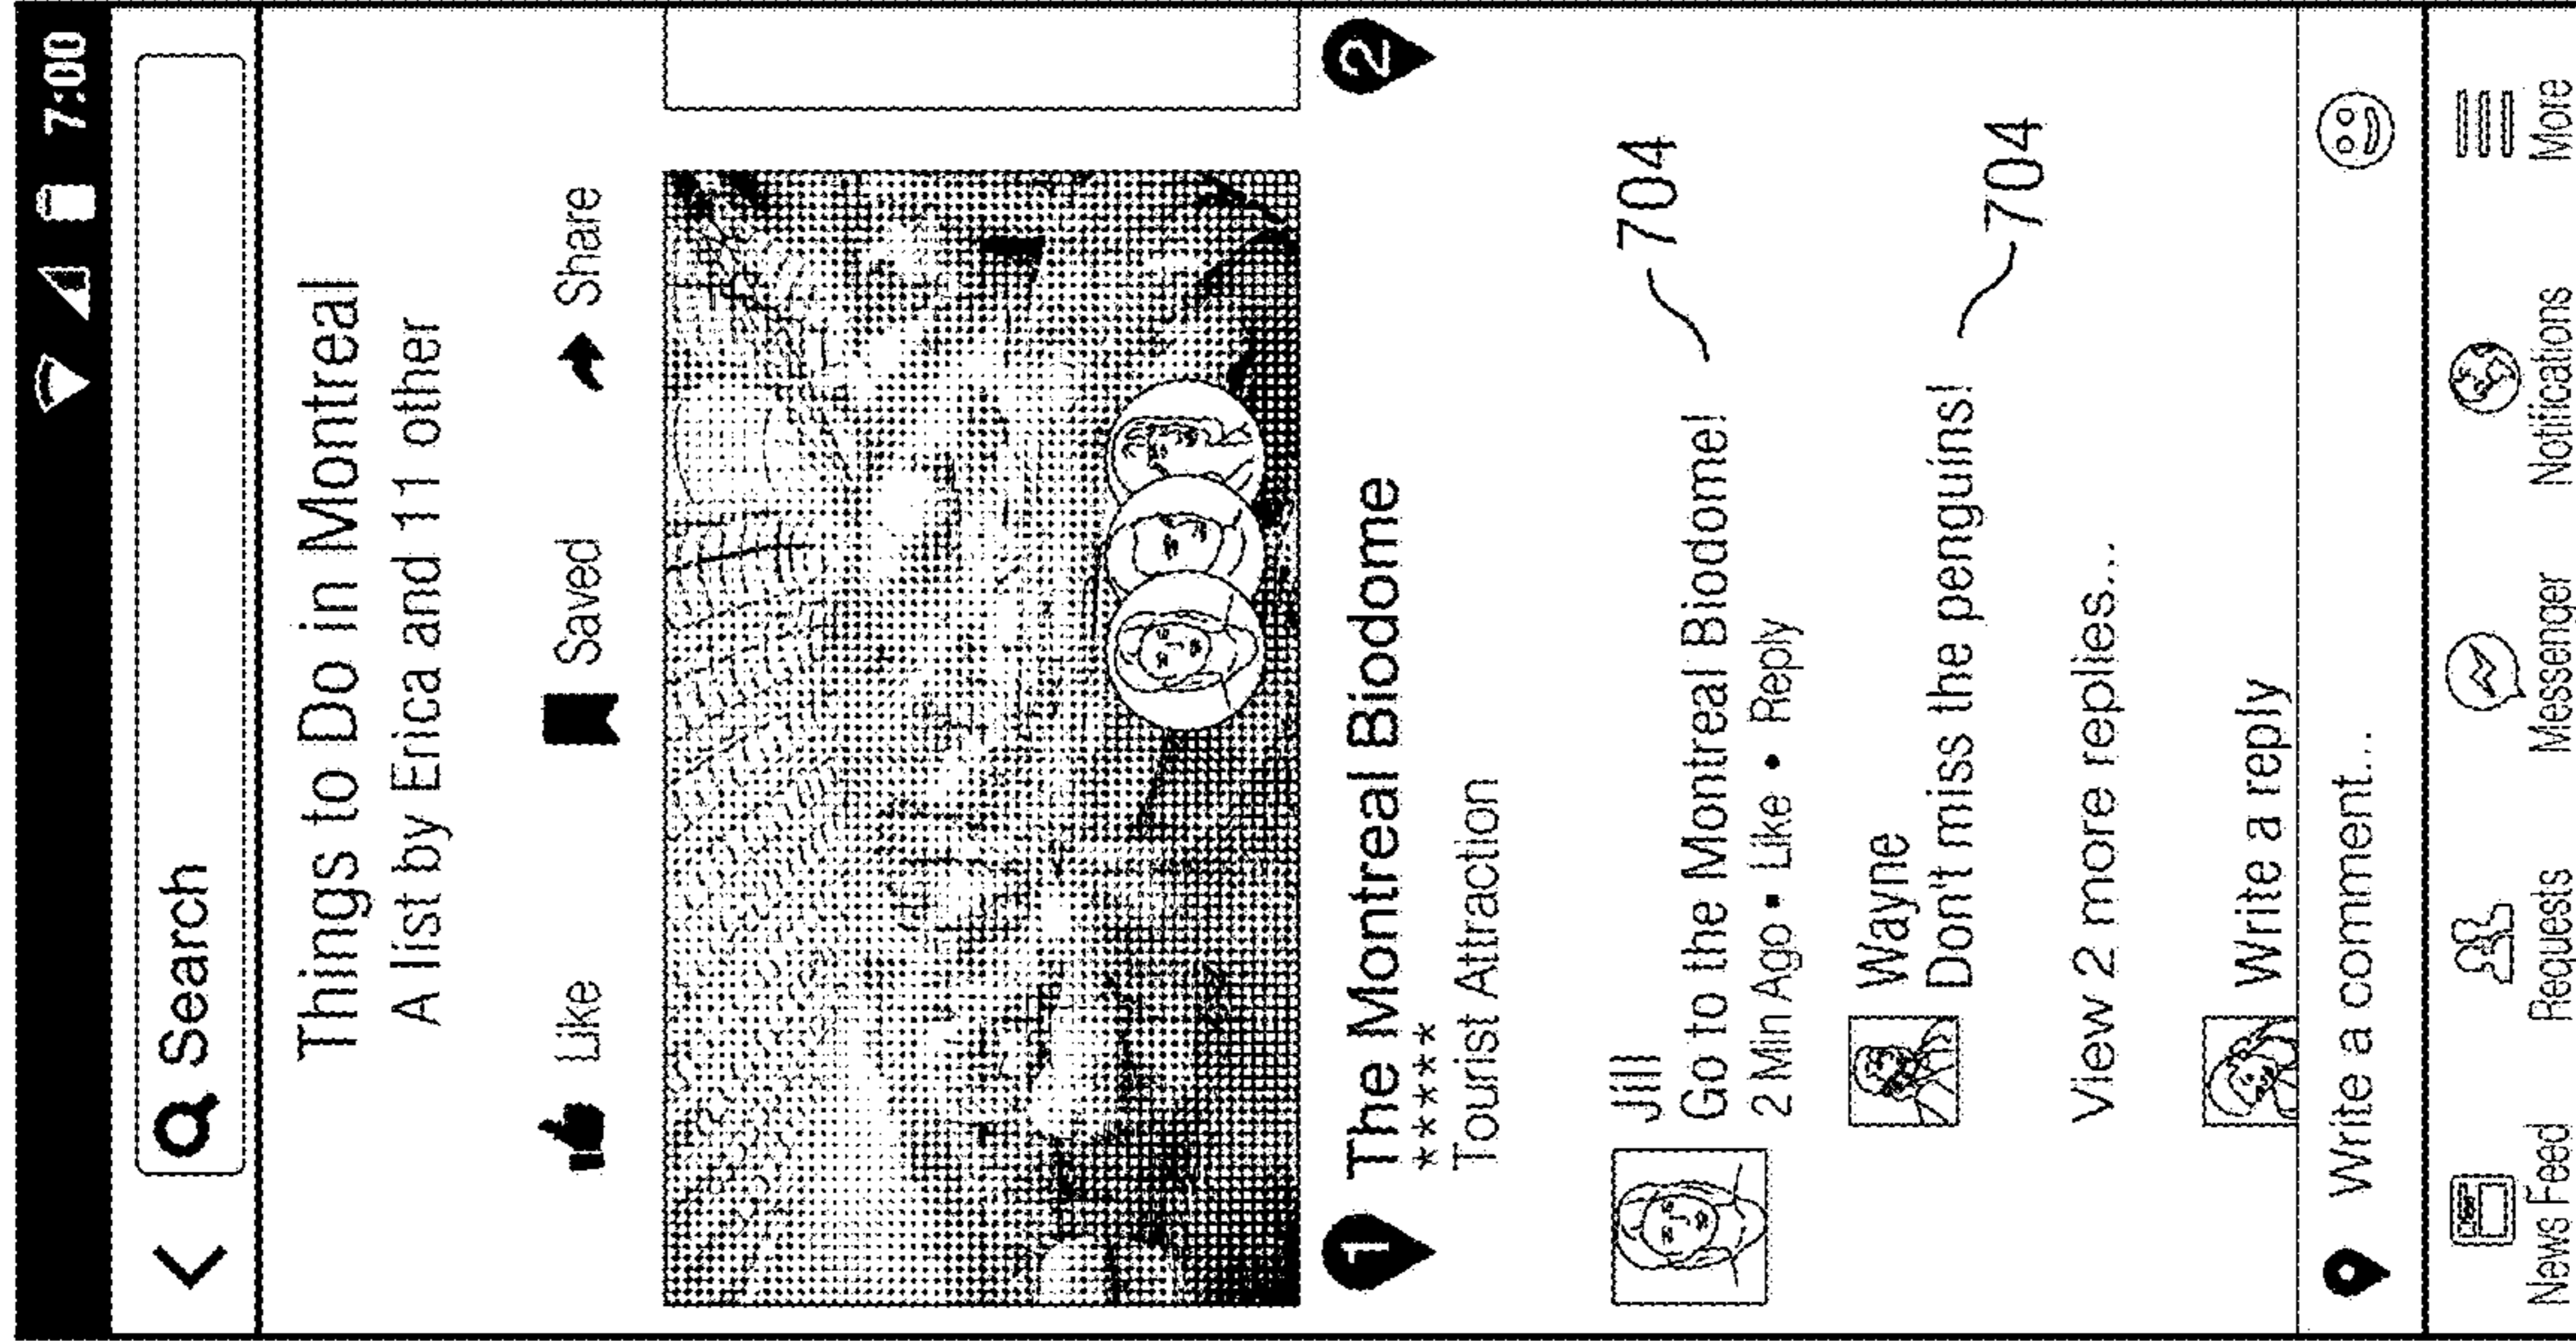 7:00
Search
Things to Do in Montreal
A list by Erica and 11 other
Like Saved Share
1 The Montreal Biodome 2
*****
Tourist Attraction
Jill
Go to the Montreal Biodome! 704
2 Min Ago ▪ Like • Reply
Wayne
Don't miss the penguins! 704
View 2 more replies...
Write a reply
Write a comment...
News Feed Requests Messenger Notifications More